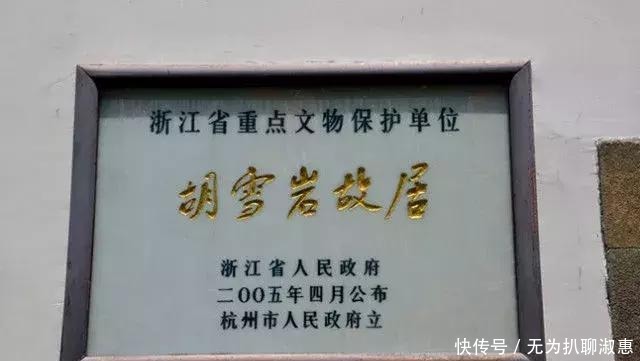 浙江省重点文物保护单位
胡雪岩故居
浙江省人民政府
二〇〇五年四月公布
杭州市人民政府立
快传号/无为扒聊淑惠